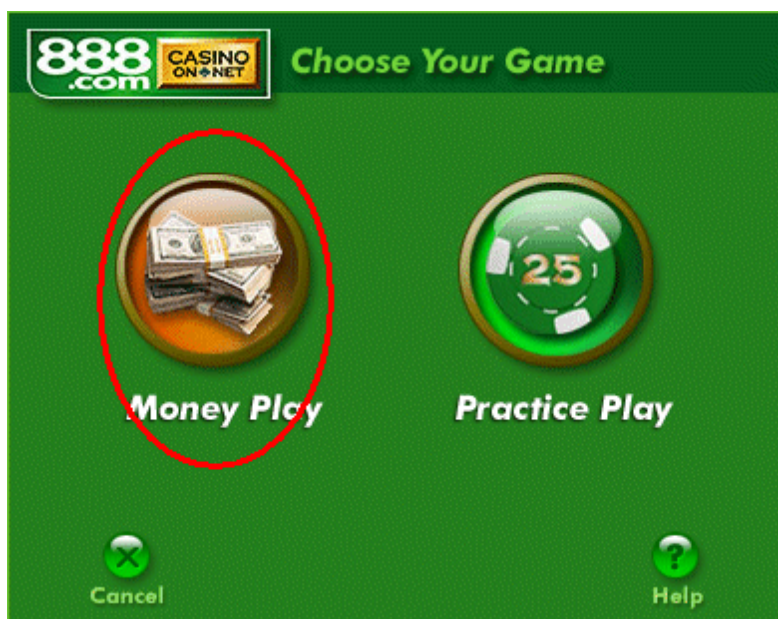 888
.com
CASINO
ON NET
Choose Your Game
25
Money Play
Practice Play
Cancel
?
Help